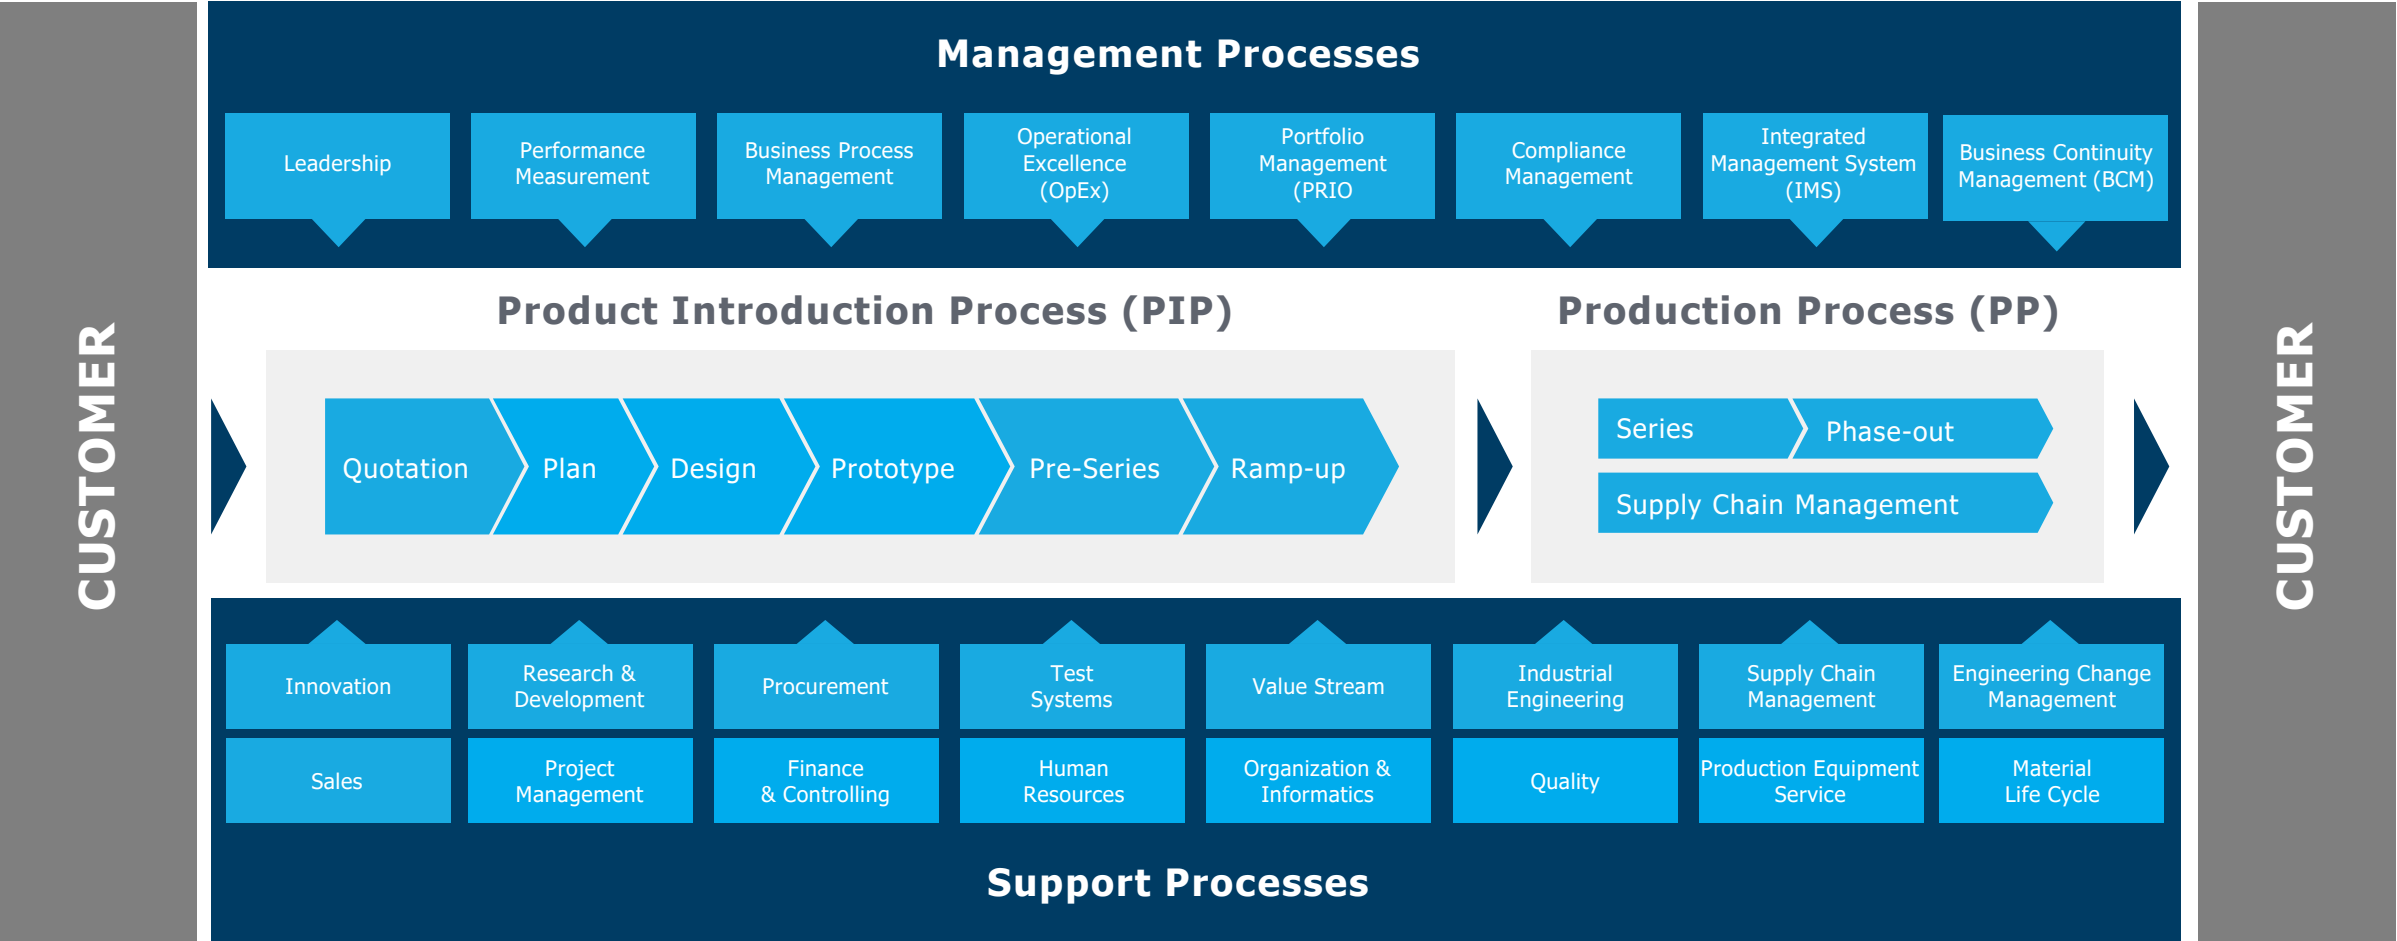 Management Processes
Leadership
Performance
Measurement
Business Process
Management
Operational
Excellence
(OpEx)
Portfolio
Management
(PRIO
Compliance
Management
Integrated
Management System
(IMS)
Business Continuity
Management (BCM)
CUSTOMER
Product Introduction Process (PIP)
Quotation
Plan
Design
Prototype
Pre-Series
Ramp-up
Production Process (PP)
Series
Phase-out
Supply Chain Management
CUSTOMER
Innovation
Research &
Development
Procurement
Test
Systems
Value Stream
Industrial
Engineering
Supply Chain
Management
Engineering Change
Management
Sales
Project
Management
Finance
& Controlling
Human
Resources
Organization &
Informatics
Quality
Production Equipment
Service
Material
Life Cycle
Support Processes